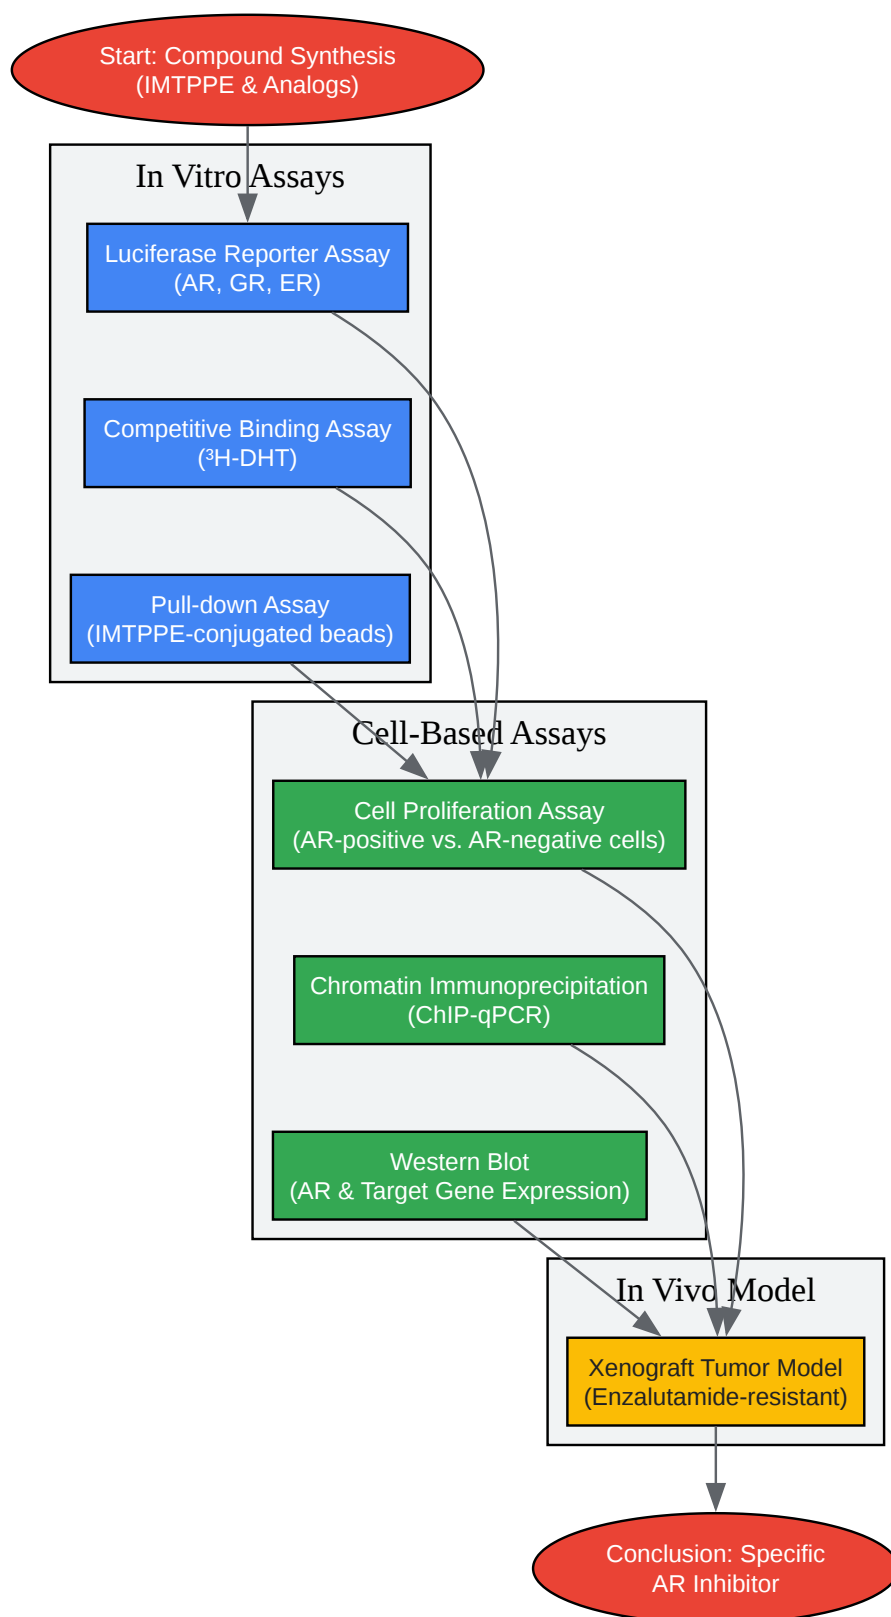 Start: Compound Synthesis
(IMTPPE & Analogs)
In Vitro Assays
Luciferase Reporter Assay
(AR, GR, ER)
Competitive Binding Assay
(³H-DHT)
Pull-down Assay
(IMTPPE-conjugated beads)
Cell-Based Assays
Cell Proliferation Assay
(AR-positive vs. AR-negative cells)
Chromatin Immunoprecipitation
(ChIP-qPCR)
Western Blot
(AR & Target Gene Expression)
In Vivo Model
Xenograft Tumor Model
(Enzalutamide-resistant)
Conclusion: Specific
AR Inhibitor